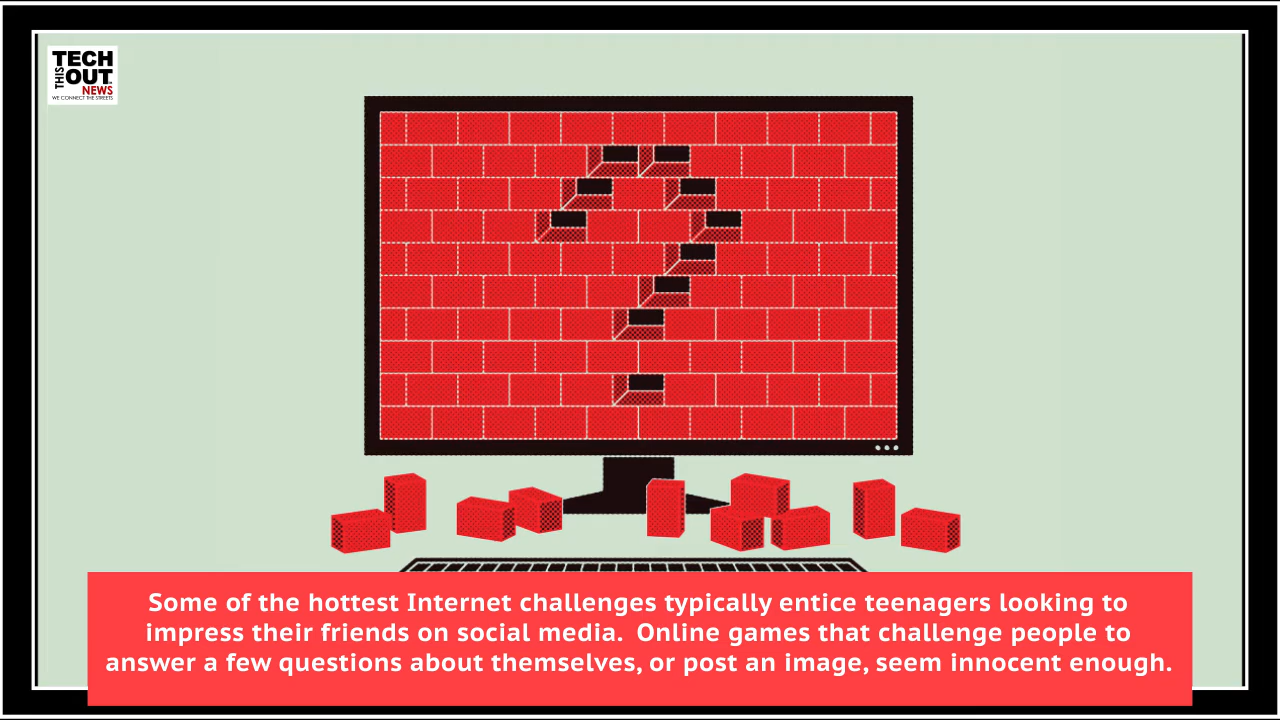 THIS
TECH
OUT
NEWS
WE CONNECT THE STREETS
Some of the hottest Internet challenges typically entice teenagers looking to
impress their friends on social media.  Online games that challenge people to
answer a few questions about themselves, or post an image, seem innocent enough.